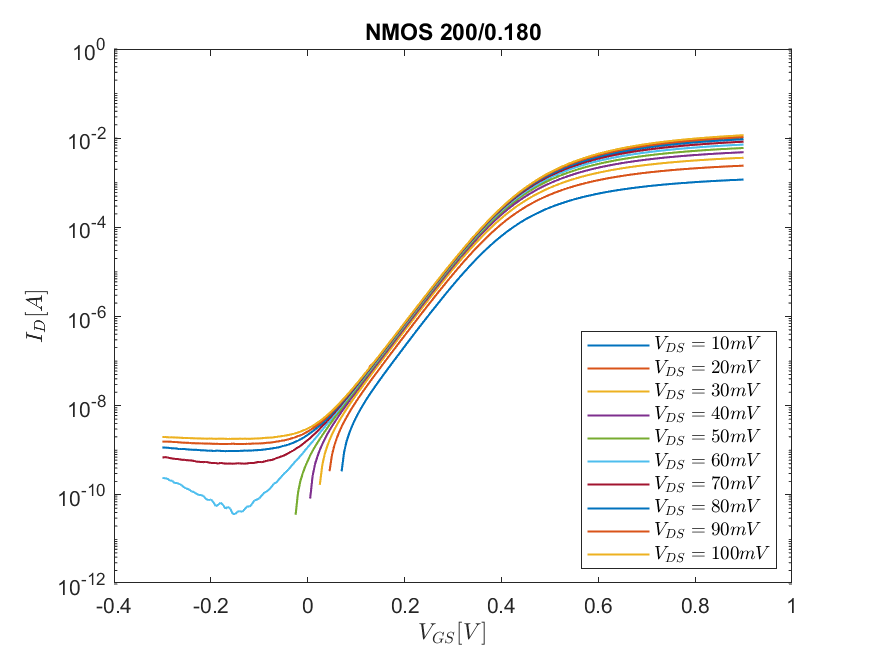 NMOS 200/0.180
10^0
10^-2
10^-4
10^-6
10^-8
10^-10
10^-12
I_D[A]
V_DS = 10mV
V_DS = 20mV
V_DS = 30mV
V_DS = 40mV
V_DS = 50mV
V_DS = 60mV
V_DS = 70mV
V_DS = 80mV
V_DS = 90mV
V_DS = 100mV
-0.4 -0.2 0 0.2 0.4 0.6 0.8 1
V_GS[V]